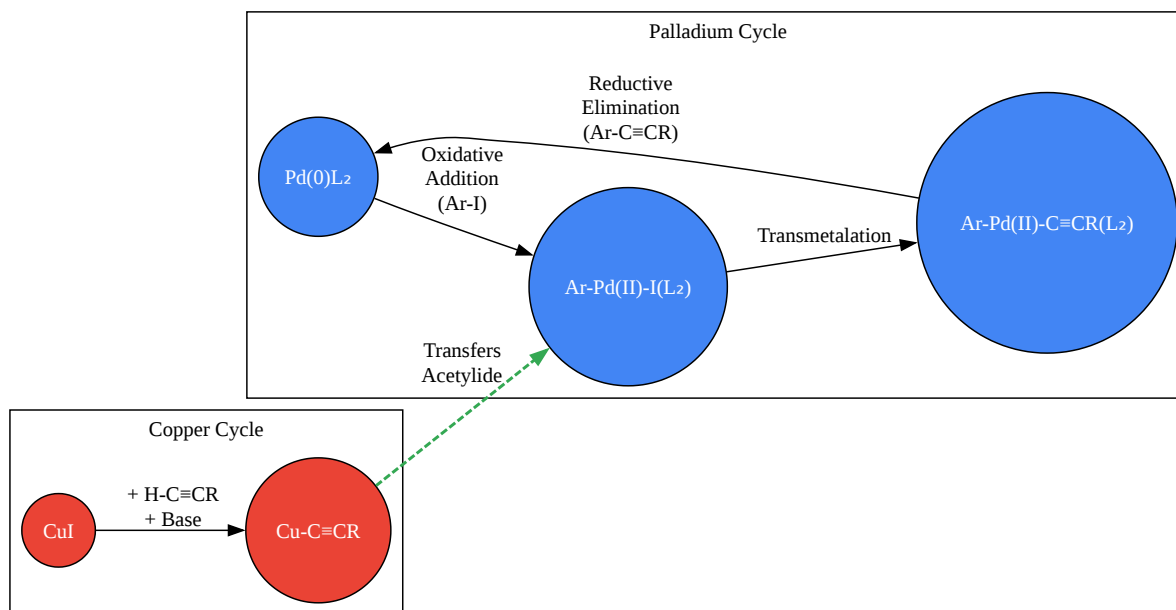 Palladium Cycle
Reductive
Elimination
(Ar-C≡CR)
Pd(0)L₂
Oxidative
Addition
(Ar-I)
Ar-Pd(II)-I(L₂)
Transmetalation
Ar-Pd(II)-C≡CR(L₂)
Transfers
Acetylide
Copper Cycle
CuI
+ H-C≡CR
+ Base
Cu-C≡CR